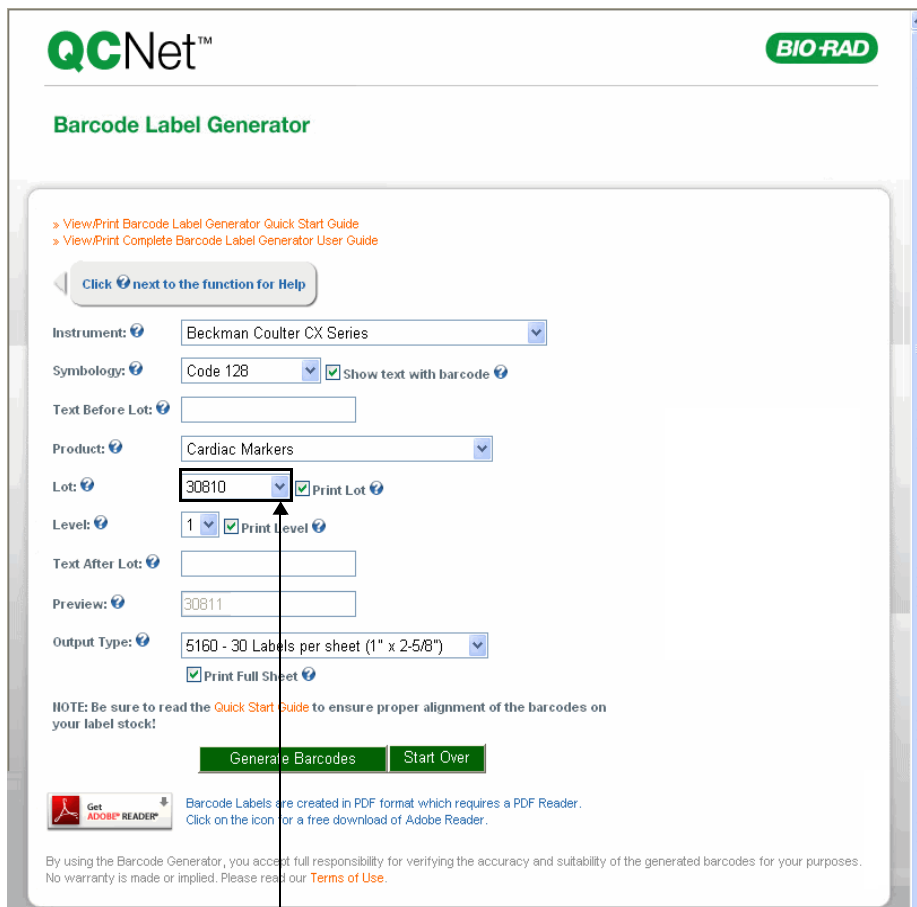 QCNet™
BIO-RAD
Barcode Label Generator
» View/Print Barcode Label Generator Quick Start Guide
» View/Print Complete Barcode Label Generator User Guide
Click ? next to the function for Help
Instrument: ? Beckman Coulter CX Series
Symbology: ? Code 128 Show text with barcode ?
Text Before Lot: ?
Product: ? Cardiac Markers
Lot: ? 30810 Print Lot ?
Level: ? 1 Print Level ?
Text After Lot: ?
Preview: ? 30811
Output Type: ? 5160 - 30 Labels per sheet (1" x 2-5/8")
Print Full Sheet ?
NOTE: Be sure to read the Quick Start Guide to ensure proper alignment of the barcodes on
your label stock!
Generate Barcodes Start Over
Get
ADOBE® READER®
Barcode Labels are created in PDF format which requires a PDF Reader.
Click on the icon for a free download of Adobe Reader.
By using the Barcode Generator, you accept full responsibility for verifying the accuracy and suitability of the generated barcodes for your purposes.
No warranty is made or implied. Please read our Terms of Use.